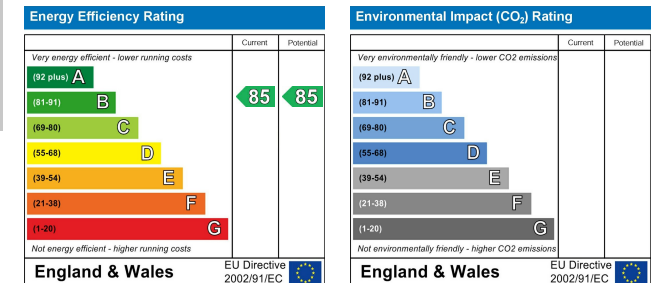 Energy Efficiency Rating
Current Potential
Very energy efficient - lower running costs
(92 plus) A
(81-91) B
85 85
(69-80) C
(55-68) D
(39-54) E
(21-38) F
(1-20) G
Not energy efficient - higher running costs
England & Wales
EU Directive
2002/91/EC
Environmental Impact (CO₂) Rating
Current Potential
Very environmentally friendly - lower CO2 emissions
(92 plus) A
(81-91) B
(69-80) C
(55-68) D
(39-54) E
(21-38) F
(1-20) G
Not environmentally friendly - higher CO2 emissions
England & Wales
EU Directive
2002/91/EC